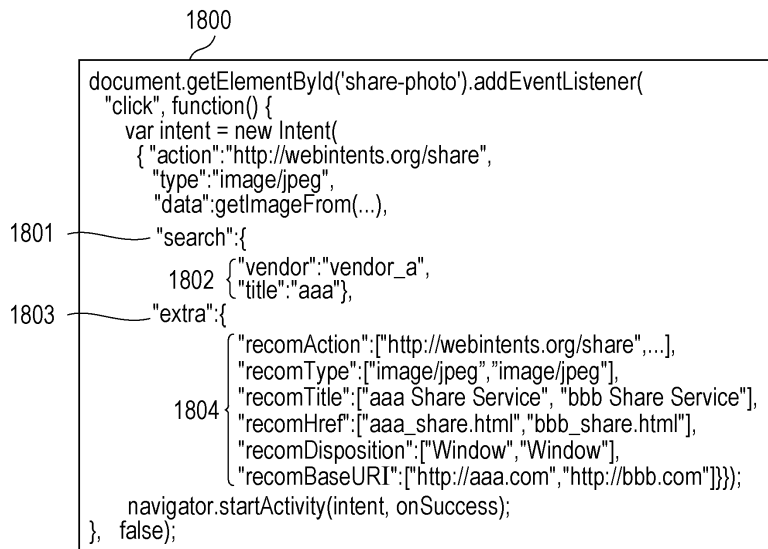 1800
document.getElementById('share-photo').addEventListener(
"click", function() {
var intent = new Intent(
{ "action":"http://webintents.org/share",
"type":"image/jpeg",
"data":getImageFrom(...),
1801 "search":{
1802 "vendor":"vendor_a",
"title":"aaa"},
1803 "extra":{
"recomAction":["http://webintents.org/share",...],
"recomType":["image/jpeg”,”image/jpeg"],
1804 "recomTitle":["aaa Share Service", "bbb Share Service"],
"recomHref":["aaa_share.html","bbb_share.html"],
"recomDisposition":["Window","Window"],
"recomBaseURI":["http://aaa.com","http://bbb.com"]}});
navigator.startActivity(intent, onSuccess);
}, false);